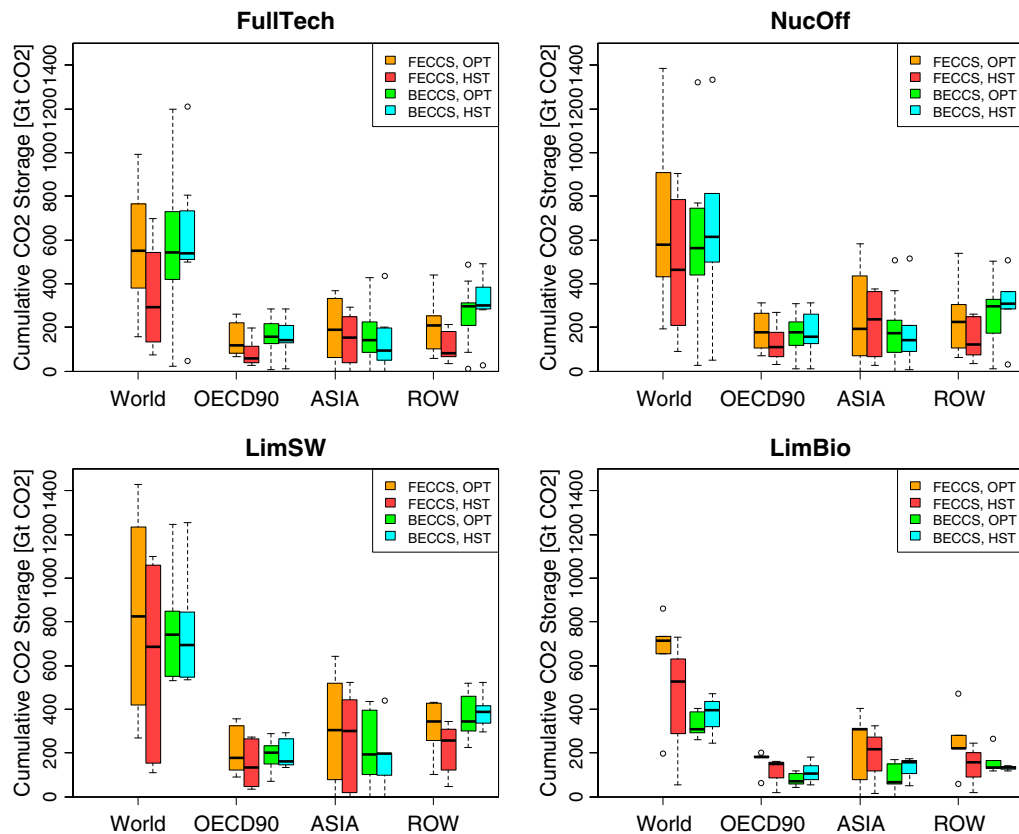 FullTech
Cumulative CO2 Storage [Gt CO2]
0 200 400 600 800 1000 1200 1400
FECCS, OPT
FECCS, HST
BECCS, OPT
BECCS, HST
World OECD90 ASIA ROW
NucOff
Cumulative CO2 Storage [Gt CO2]
0 200 400 600 800 1000 1200 1400
FECCS, OPT
FECCS, HST
BECCS, OPT
BECCS, HST
World OECD90 ASIA ROW
LimSW
Cumulative CO2 Storage [Gt CO2]
0 200 400 600 800 1000 1200 1400
FECCS, OPT
FECCS, HST
BECCS, OPT
BECCS, HST
World OECD90 ASIA ROW
LimBio
Cumulative CO2 Storage [Gt CO2]
0 200 400 600 800 1000 1200 1400
FECCS, OPT
FECCS, HST
BECCS, OPT
BECCS, HST
World OECD90 ASIA ROW